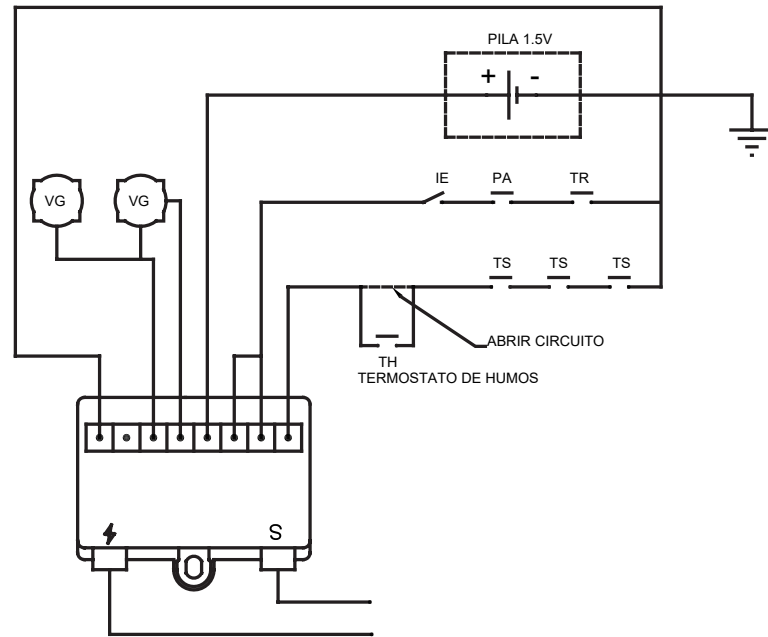 PILA 1.5V
+ -
VG VG
IE PA TR
TS TS TS
ABRIR CIRCUITO
TH
TERMOSTATO DE HUMOS
S